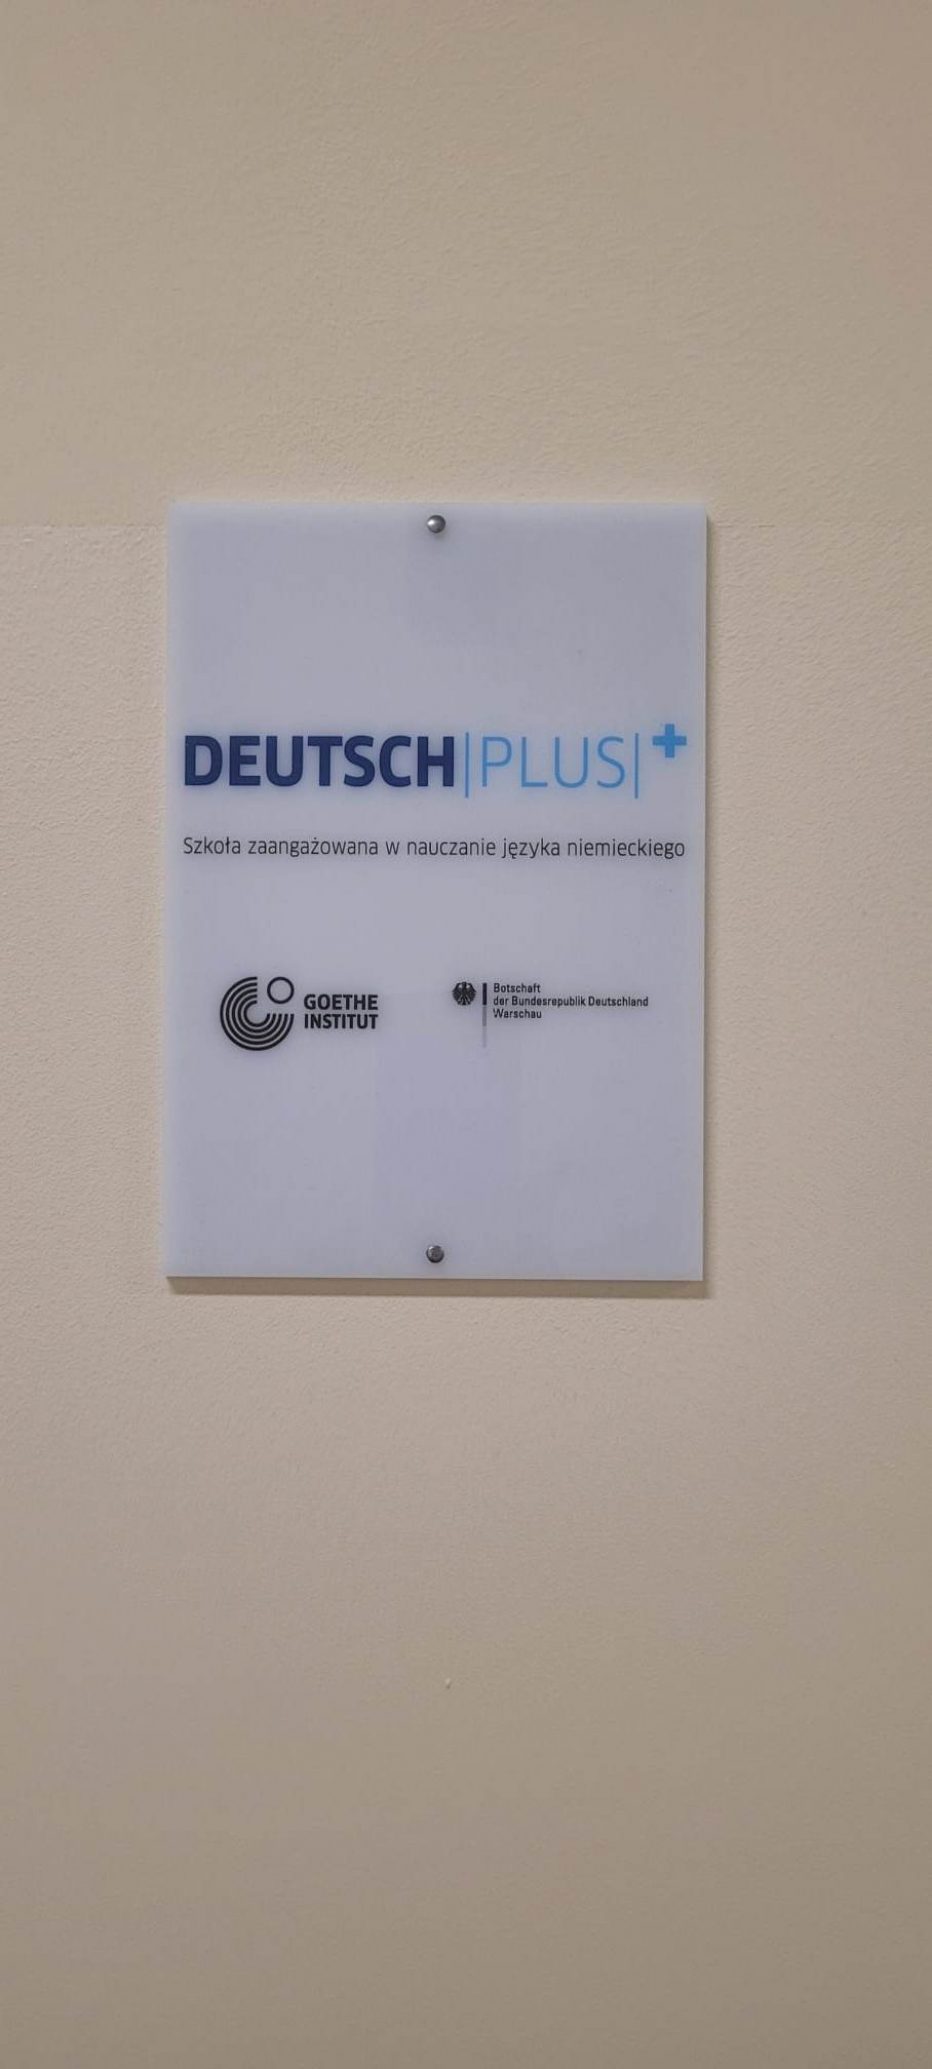 DEUTSCH|PLUS|+
Szkoła zaangażowana w nauczanie języka niemieckiego
GOETHE
INSTITUT
Botschaft
der Bundesrepublik Deutschland
Warschau